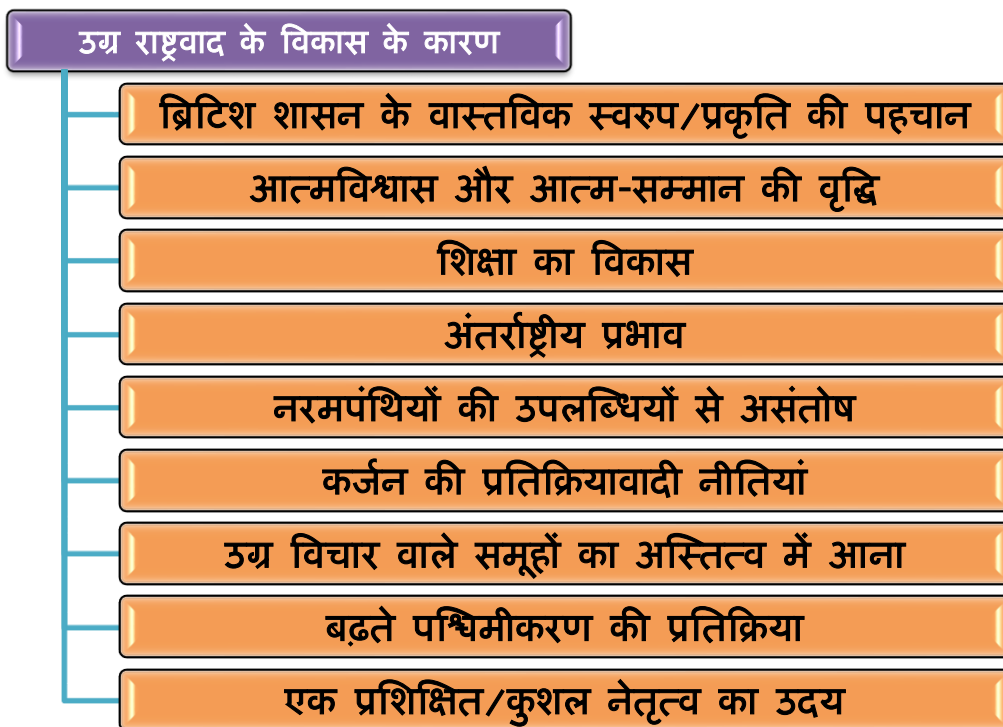 उग्र राष्ट्रवाद के विकास के कारण
ब्रिटिश शासन के वास्तविक स्वरुप/प्रकृति की पहचान
आत्मविश्वास और आत्म-सम्मान की वृद्धि
शिक्षा का विकास
अंतर्राष्ट्रीय प्रभाव
नरमपंथियों की उपलब्धियों से असंतोष
कर्जन की प्रतिक्रियावादी नीतियां
उग्र विचार वाले समूहों का अस्तित्व में आना
बढ़ते पश्चिमीकरण की प्रतिक्रिया
एक प्रशिक्षित/कुशल नेतृत्व का उदय